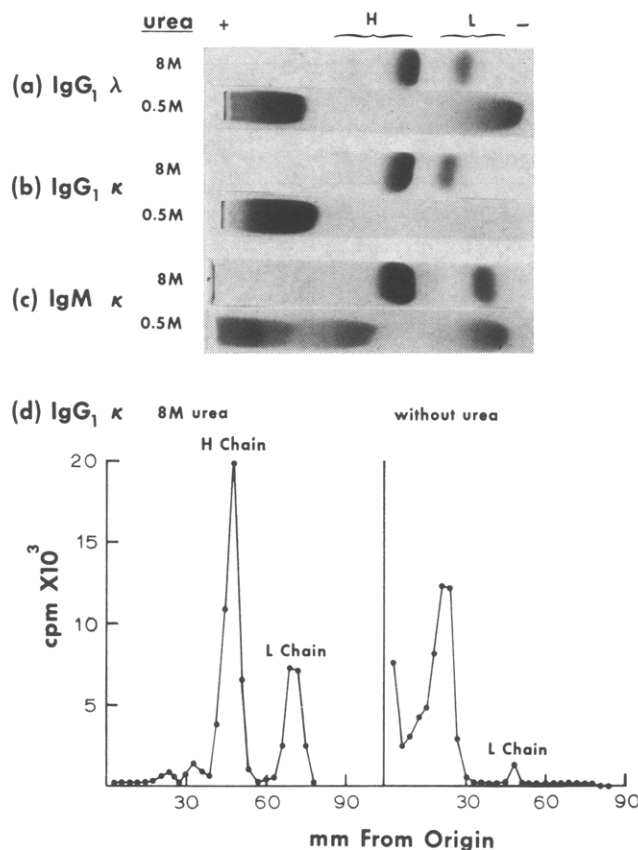 urea + H L −
8M
(a) IgG₁ λ
0.5M
8M
(b) IgG₁ κ
0.5M
8M
(c) IgM κ
0.5M
(d) IgG₁ κ 8M urea without urea
H Chain
20
15
10
5
L Chain
L Chain
cpm X10³
30 60 90 30 60 90
mm From Origin